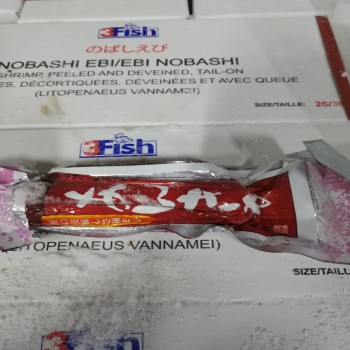 3Fish
のばしえび
NOBASHI EBI/EBI NOBASHI
SHRIMP, PEELED AND DEVEINED, TAIL-ON
ES, DÉCORTIQUÉES, DÉVEINÉES ET AVEC QUEUE
(LITOPENAEUS VANNAMEI)
SIZE/TAILLE: 26/30
3Fish
(LITOPENAEUS VANNAMEI)
SIZE/TAILL
3Fish